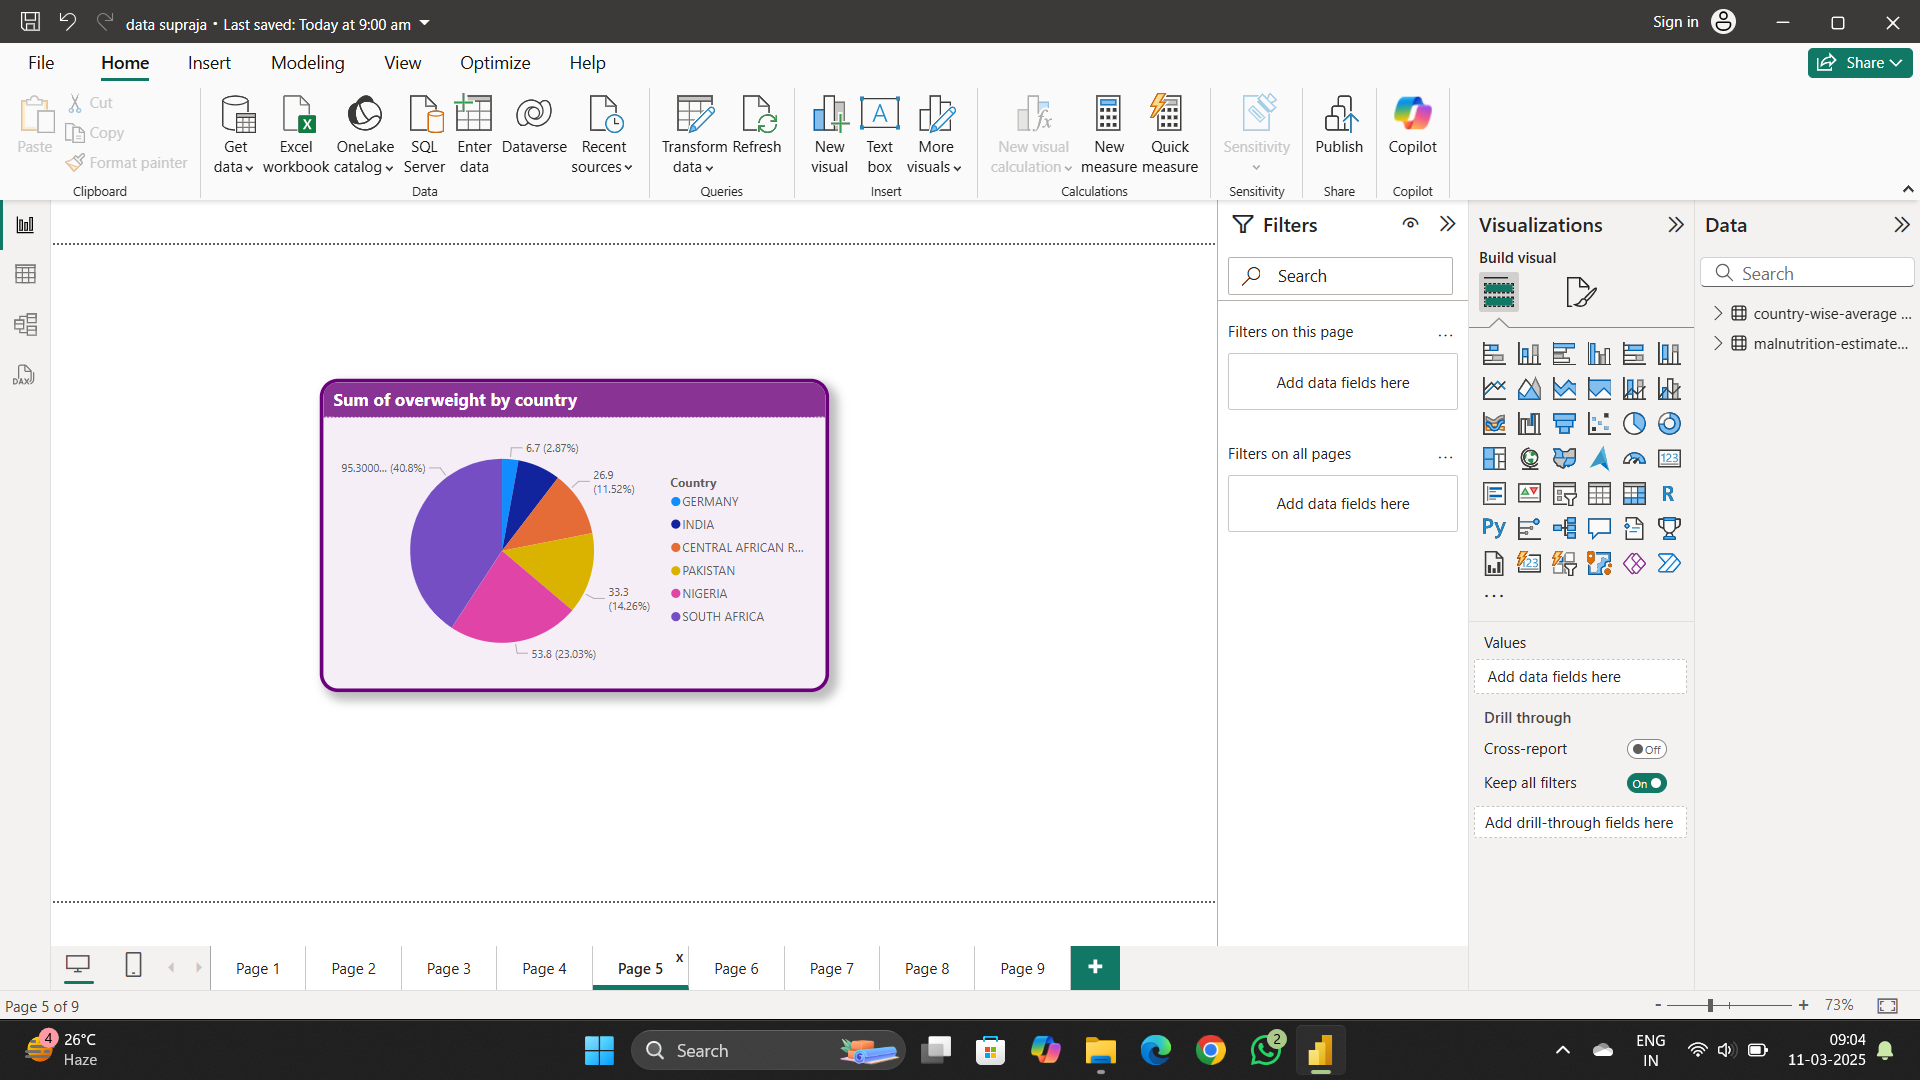 data supraja • Last saved: Today at 9:00 am
Sign in
File
Home
Insert
Modeling
View
Optimize
Help
Share
Paste
Cut
Copy
Format painter
Clipboard
Get data
Excel workbook
OneLake catalog
SQL Server
Enter data
Dataverse
Recent sources
Data
Transform data
Refresh
Queries
New visual
Text box
More visuals
Insert
New visual calculation
New measure
Quick measure
Calculations
Sensitivity
Sensitivity
Publish
Share
Copilot
Copilot
Sum of overweight by country
6.7 (2.87%)
95.3000... (40.8%)
26.9
(11.52%)
33.3
(14.26%)
53.8 (23.03%)
Country
GERMANY
INDIA
CENTRAL AFRICAN R...
PAKISTAN
NIGERIA
SOUTH AFRICA
Filters
Search
Filters on this page
...
Add data fields here
Filters on all pages
...
Add data fields here
Visualizations
Build visual
123
R
Py
123
...
Values
Add data fields here
Drill through
Cross-report
Off
Keep all filters
On
Add drill-through fields here
Data
Search
country-wise-average ...
malnutrition-estimate...
DAX
Page 1
Page 2
Page 3
Page 4
Page 5
x
Page 6
Page 7
Page 8
Page 9
+
Page 5 of 9
- + 73%
4
26°C
Haze
Search
2
ENG
IN
09:04
11-03-2025